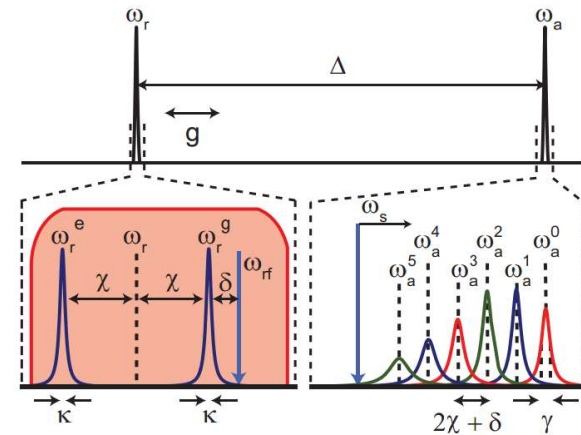 ω_r ω_a
Δ
g
ω_r^e ω_r ω_r^g ω_rf
χ χ δ
κ κ
ω_s
ω_a^5 ω_a^4 ω_a^3 ω_a^2 ω_a^1 ω_a^0
2χ + δ γ